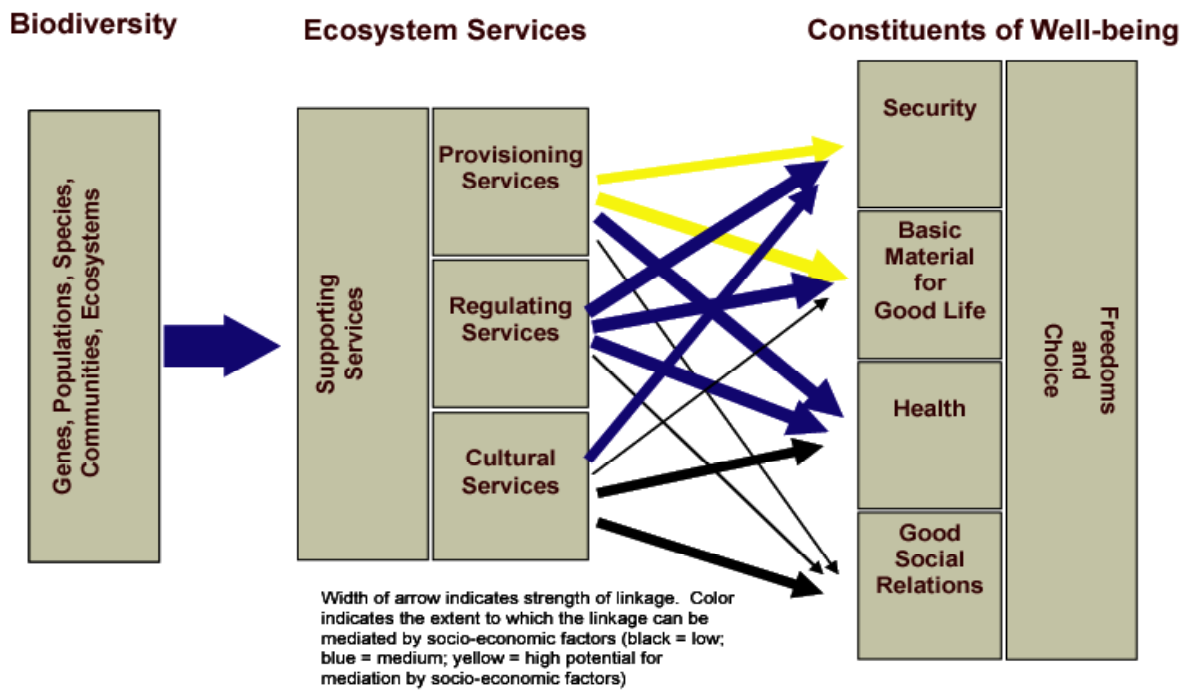 Biodiversity
Ecosystem Services
Constituents of Well-being
Genes, Populations, Species,
Communities, Ecosystems
Supporting
Services
Provisioning
Services
Regulating
Services
Cultural
Services
Security
Basic
Material
for
Good Life
Health
Good
Social
Relations
Freedoms
and
Choice
Width of arrow indicates strength of linkage.  Color
indicates the extent to which the linkage can be
mediated by socio-economic factors (black = low;
blue = medium; yellow = high potential for
mediation by socio-economic factors)